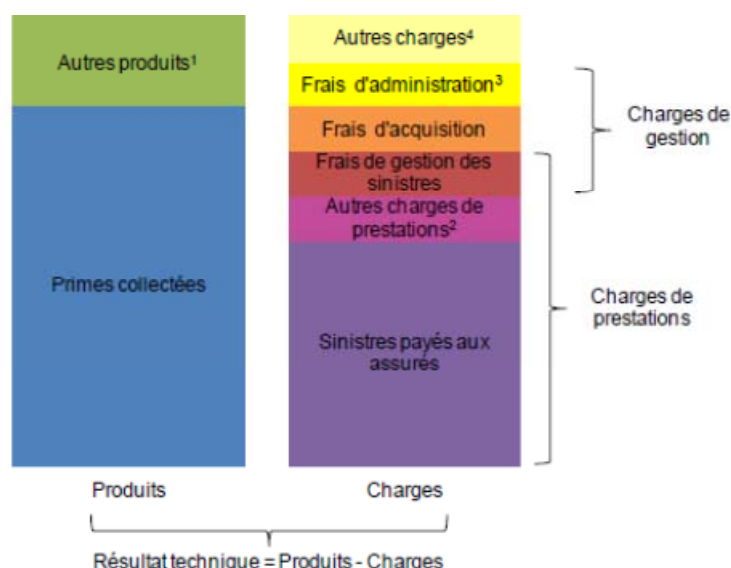 Autres produits¹
Primes collectées
Autres charges⁴
Frais d'administration³
Frais d'acquisition
Frais de gestion des
sinistres
Autres charges de
prestations²
Sinistres payés aux
assurés
Charges de
gestion
Charges de
prestations
Produits
Charges
Résultat technique = Produits - Charges